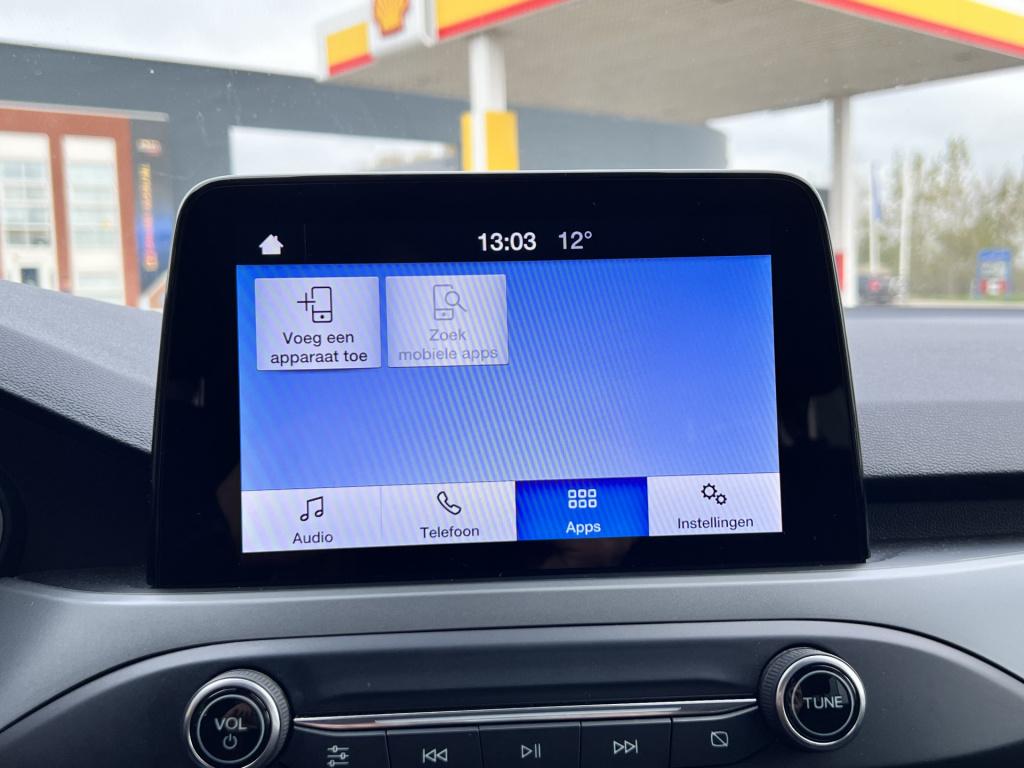 13:03 12°
Voeg een
apparaat toe
Zoek
mobiele apps
Audio
Telefoon
Apps
Instellingen
VOL
TUNE